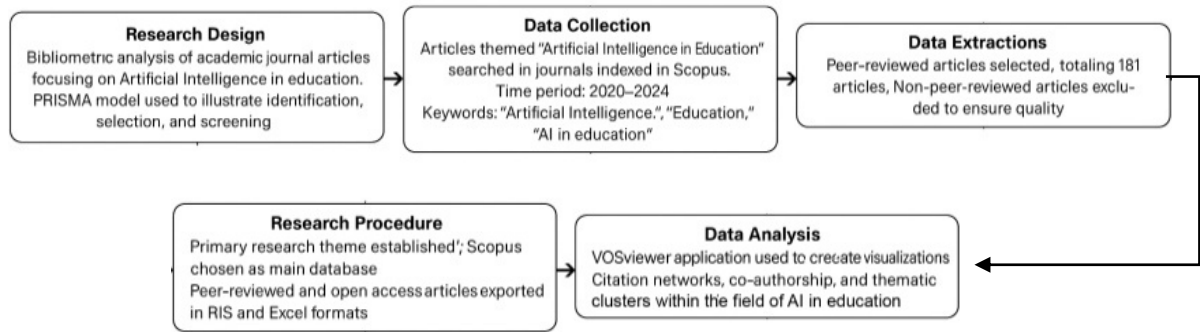 Research Design
Bibliometric analysis of academic journal articles
focusing on Artificial Intelligence in education.
PRISMA model used to illustrate identification,
selection, and screening
Data Collection
Articles themed “Artificial Intelligence in Education”
searched in journals indexed in Scopus.
Time period: 2020–2024
Keywords: “Artificial Intelligence.”, “Education,”
“AI in education”
Data Extractions
Peer-reviewed articles selected, totaling 181
articles, Non-peer-reviewed articles exclu-
ded to ensure quality
Research Procedure
Primary research theme established’; Scopus
chosen as main database
Peer-reviewed and open access articles exported
in RIS and Excel formats
Data Analysis
VOSviewer application used to crecate visualizations
Citation networks, co-authorship, and thematic
clusters within the field of AI in education